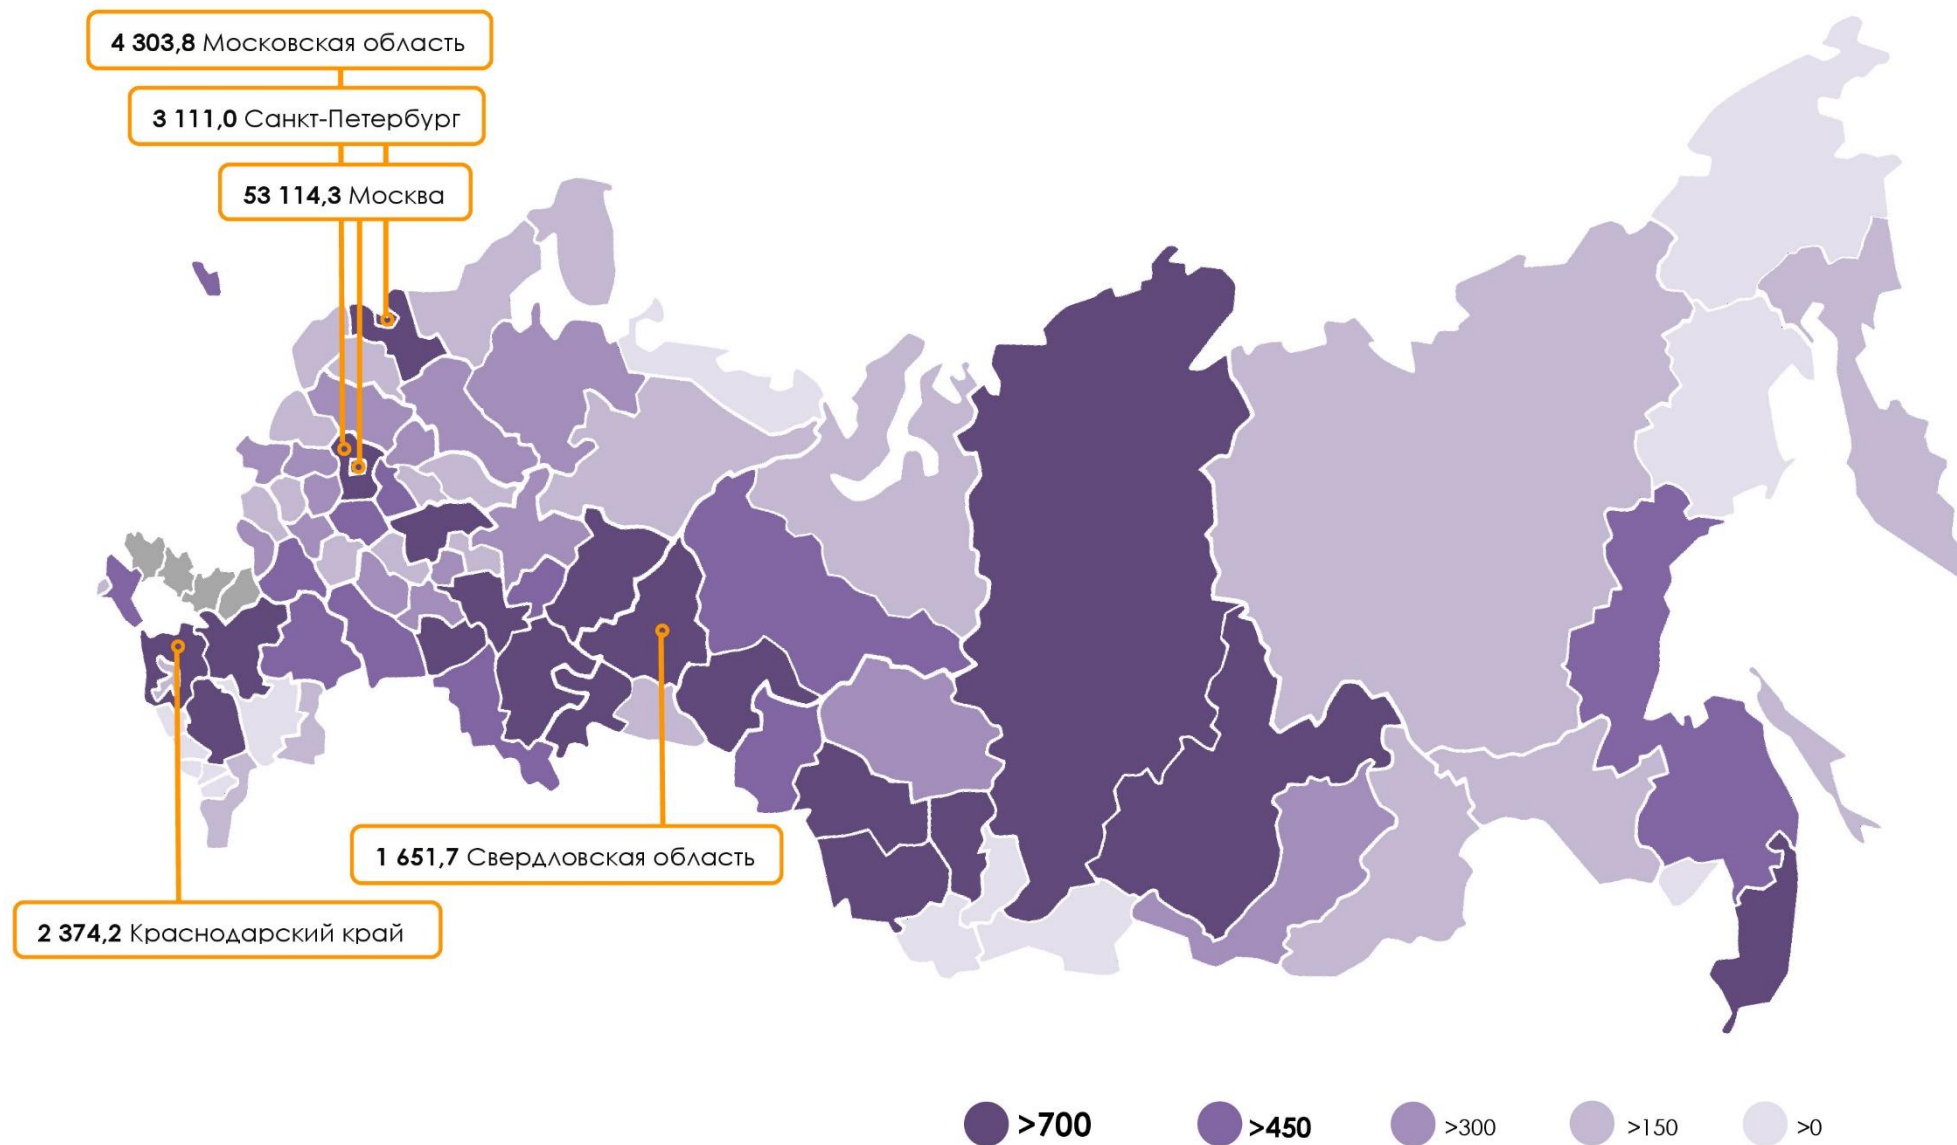 4 303,8 Московская область
3 111,0 Санкт-Петербург
53 114,3 Москва
1 651,7 Свердловская область
2 374,2 Краснодарский край
>700 >450 >300 >150 >0